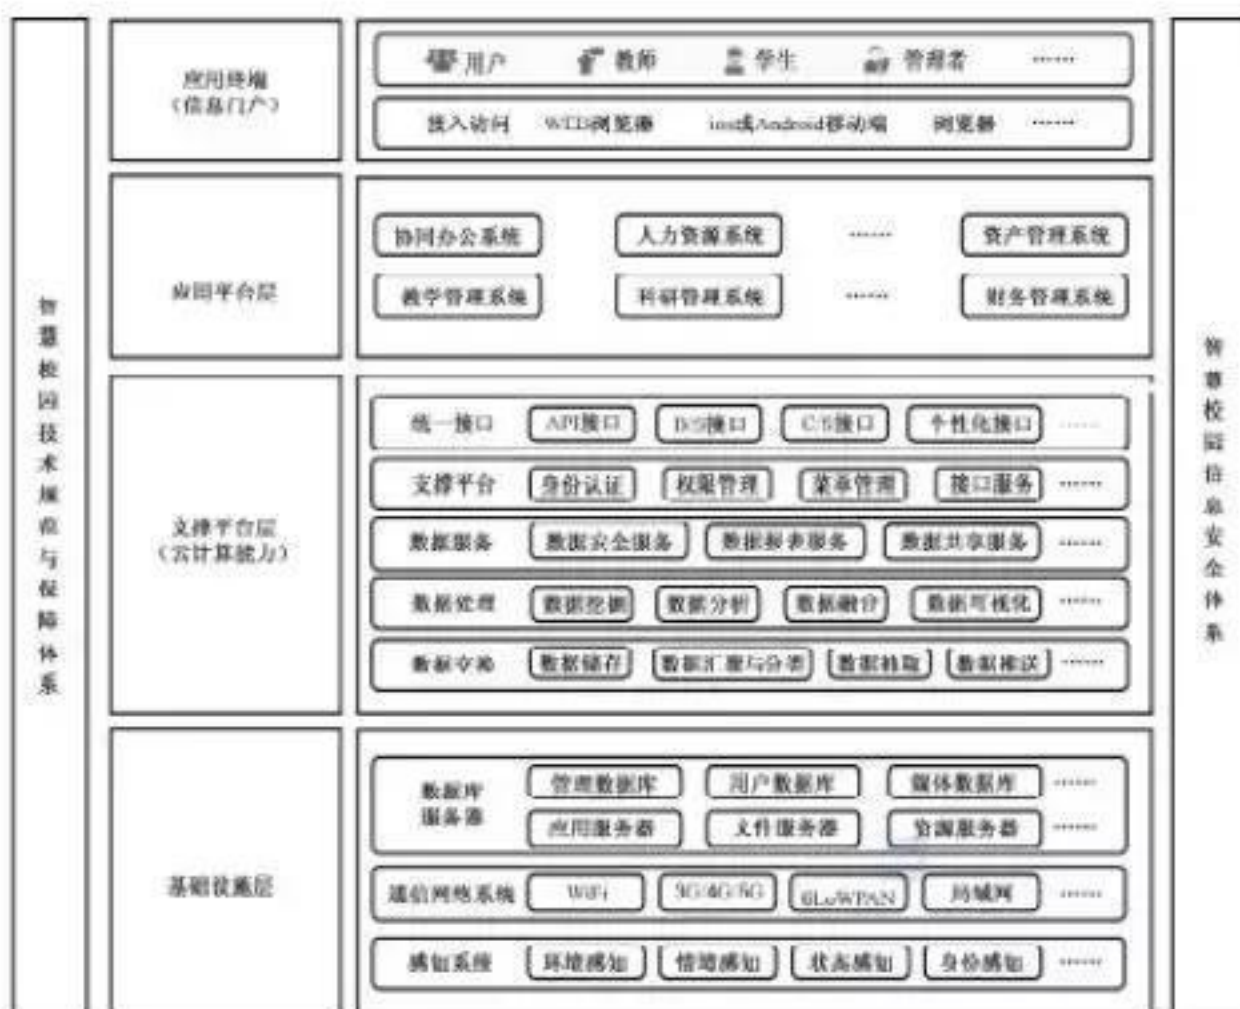 智慧校园技术规范与保障体系
应用终端
（信息门户）
用户 教师 学生 管理者 ……
接入访问 WEB浏览器 ios或Android移动端 浏览器 ……
应用平台层
协同办公系统 人力资源系统 …… 资产管理系统
教学管理系统 科研管理系统 …… 财务管理系统
支撑平台层
（云计算能力）
统一接口 API接口 B/S接口 C/S接口 个性化接口 ……
支撑平台 身份认证 权限管理 菜单管理 接口服务 ……
数据服务 数据安全服务 数据报表服务 数据共享服务 ……
数据处理 数据挖掘 数据分析 数据融合 数据可视化 ……
数据交换 数据储存 数据汇聚与分类 数据抽取 数据推送 ……
基础设施层
数据库
服务器
管理数据库 用户数据库 媒体数据库 ……
应用服务器 文件服务器 资源服务器 ……
通信网络系统 WiFi 3G/4G/5G 6LoWPAN 局域网 ……
感知系统 环境感知 情境感知 状态感知 身份感知 ……
智慧校园信息安全体系